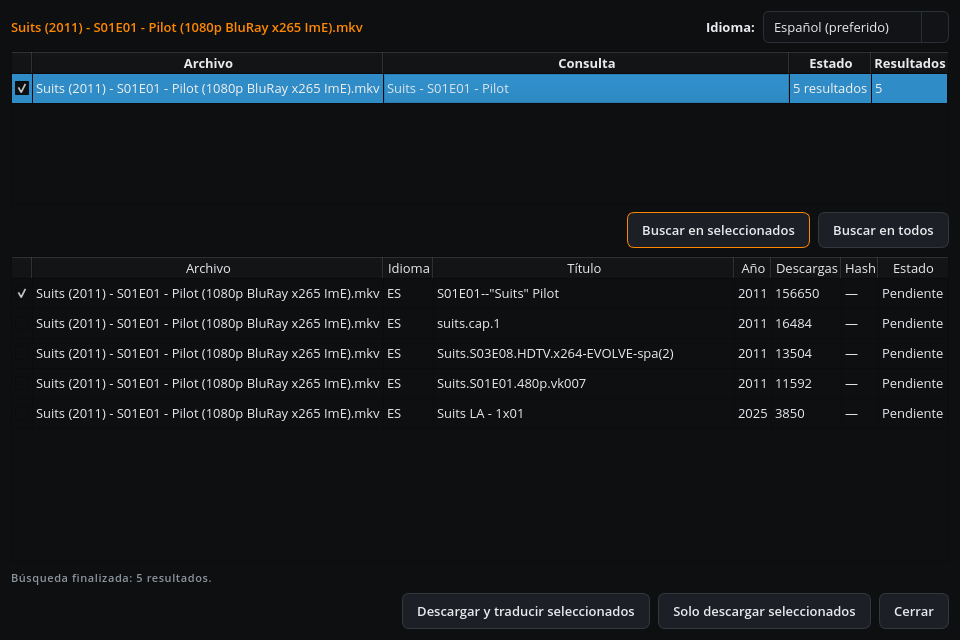 Suits (2011) - S01E01 - Pilot (1080p BluRay x265 ImE).mkv Idioma: Español (preferido)
Archivo Consulta Estado Resultados
Suits (2011) - S01E01 - Pilot (1080p BluRay x265 ImE).mkv Suits - S01E01 - Pilot 5 resultados 5
Buscar en seleccionados Buscar en todos
Archivo Idioma Título Año Descargas Hash Estado
Suits (2011) - S01E01 - Pilot (1080p BluRay x265 ImE).mkv ES S01E01--"Suits" Pilot 2011 156650 — Pendiente
Suits (2011) - S01E01 - Pilot (1080p BluRay x265 ImE).mkv ES suits.cap.1 2011 16484 — Pendiente
Suits (2011) - S01E01 - Pilot (1080p BluRay x265 ImE).mkv ES Suits.S03E08.HDTV.x264-EVOLVE-spa(2) 2011 13504 — Pendiente
Suits (2011) - S01E01 - Pilot (1080p BluRay x265 ImE).mkv ES Suits.S01E01.480p.vk007 2011 11592 — Pendiente
Suits (2011) - S01E01 - Pilot (1080p BluRay x265 ImE).mkv ES Suits LA - 1x01 2025 3850 — Pendiente
Búsqueda finalizada: 5 resultados.
Descargar y traducir seleccionados Solo descargar seleccionados Cerrar